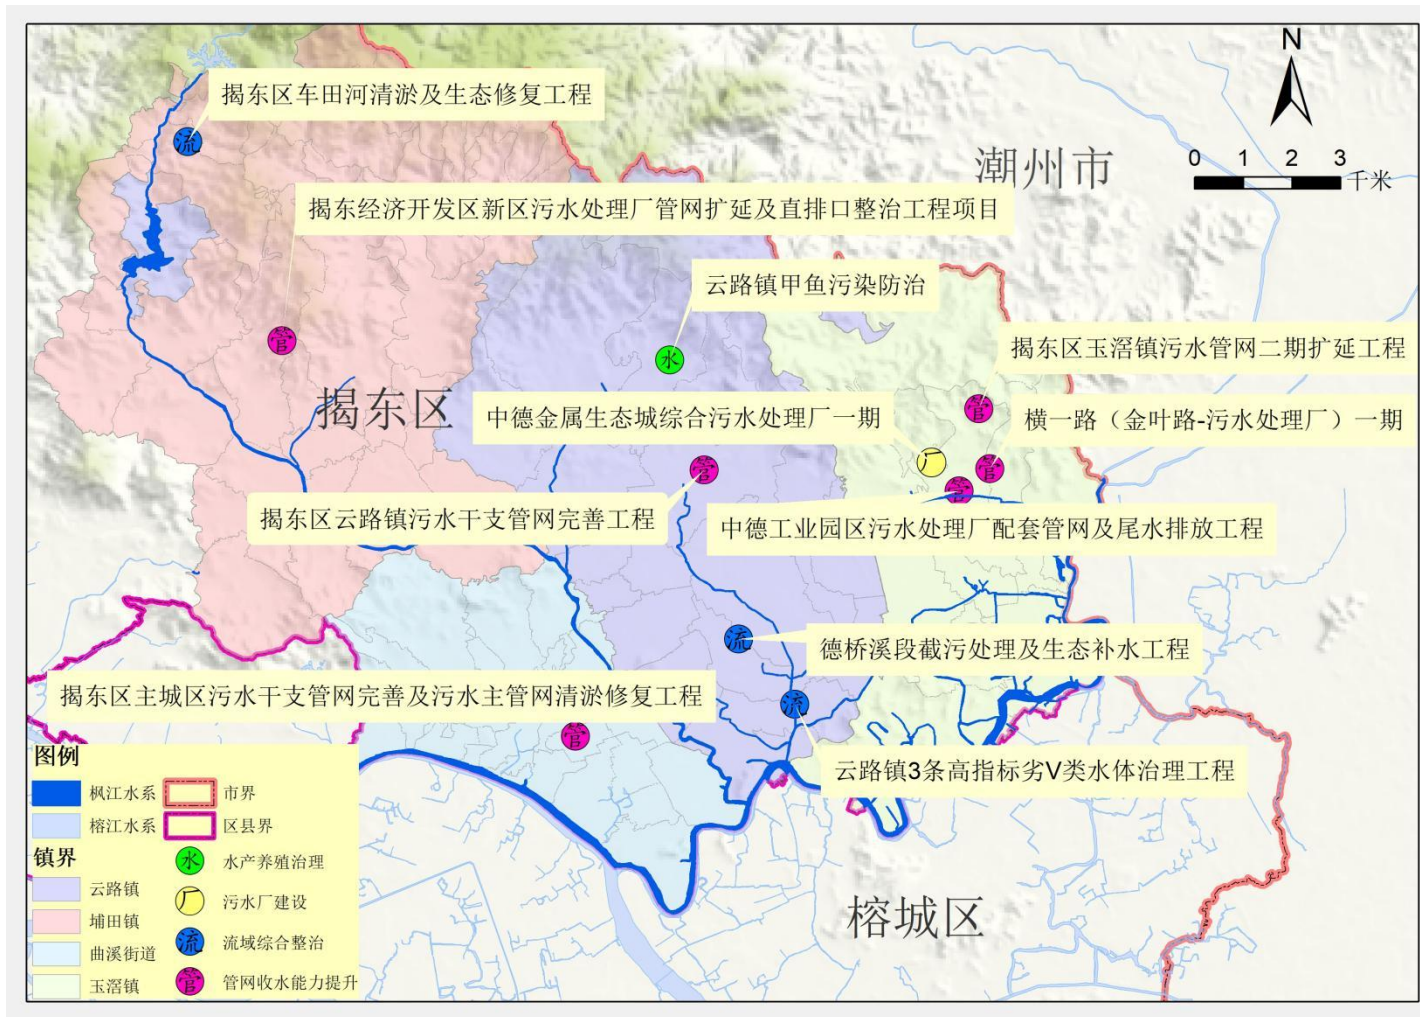 N
0 1 2 3
千米
潮州市
揭东区车田河清淤及生态修复工程
流
揭东经济开发区新区污水处理厂管网扩延及直排口整治工程项目
管
云路镇甲鱼污染防治
水
揭东区玉滘镇污水管网二期扩延工程
管
揭东区
中德金属生态城综合污水处理厂一期
厂
横一路（金叶路-污水处理厂）一期
管
管
管
揭东区云路镇污水干支管网完善工程
中德工业园区污水处理厂配套管网及尾水排放工程
流
德桥溪段截污处理及生态补水工程
揭东区主城区污水干支管网完善及污水主管网清淤修复工程
流
管
云路镇3条高指标劣V类水体治理工程
榕城区
图例
枫江水系
市界
榕江水系
区县界
镇界
水
水产养殖治理
云路镇
厂
污水厂建设
埔田镇
流
流域综合整治
曲溪街道
管
管网收水能力提升
玉滘镇